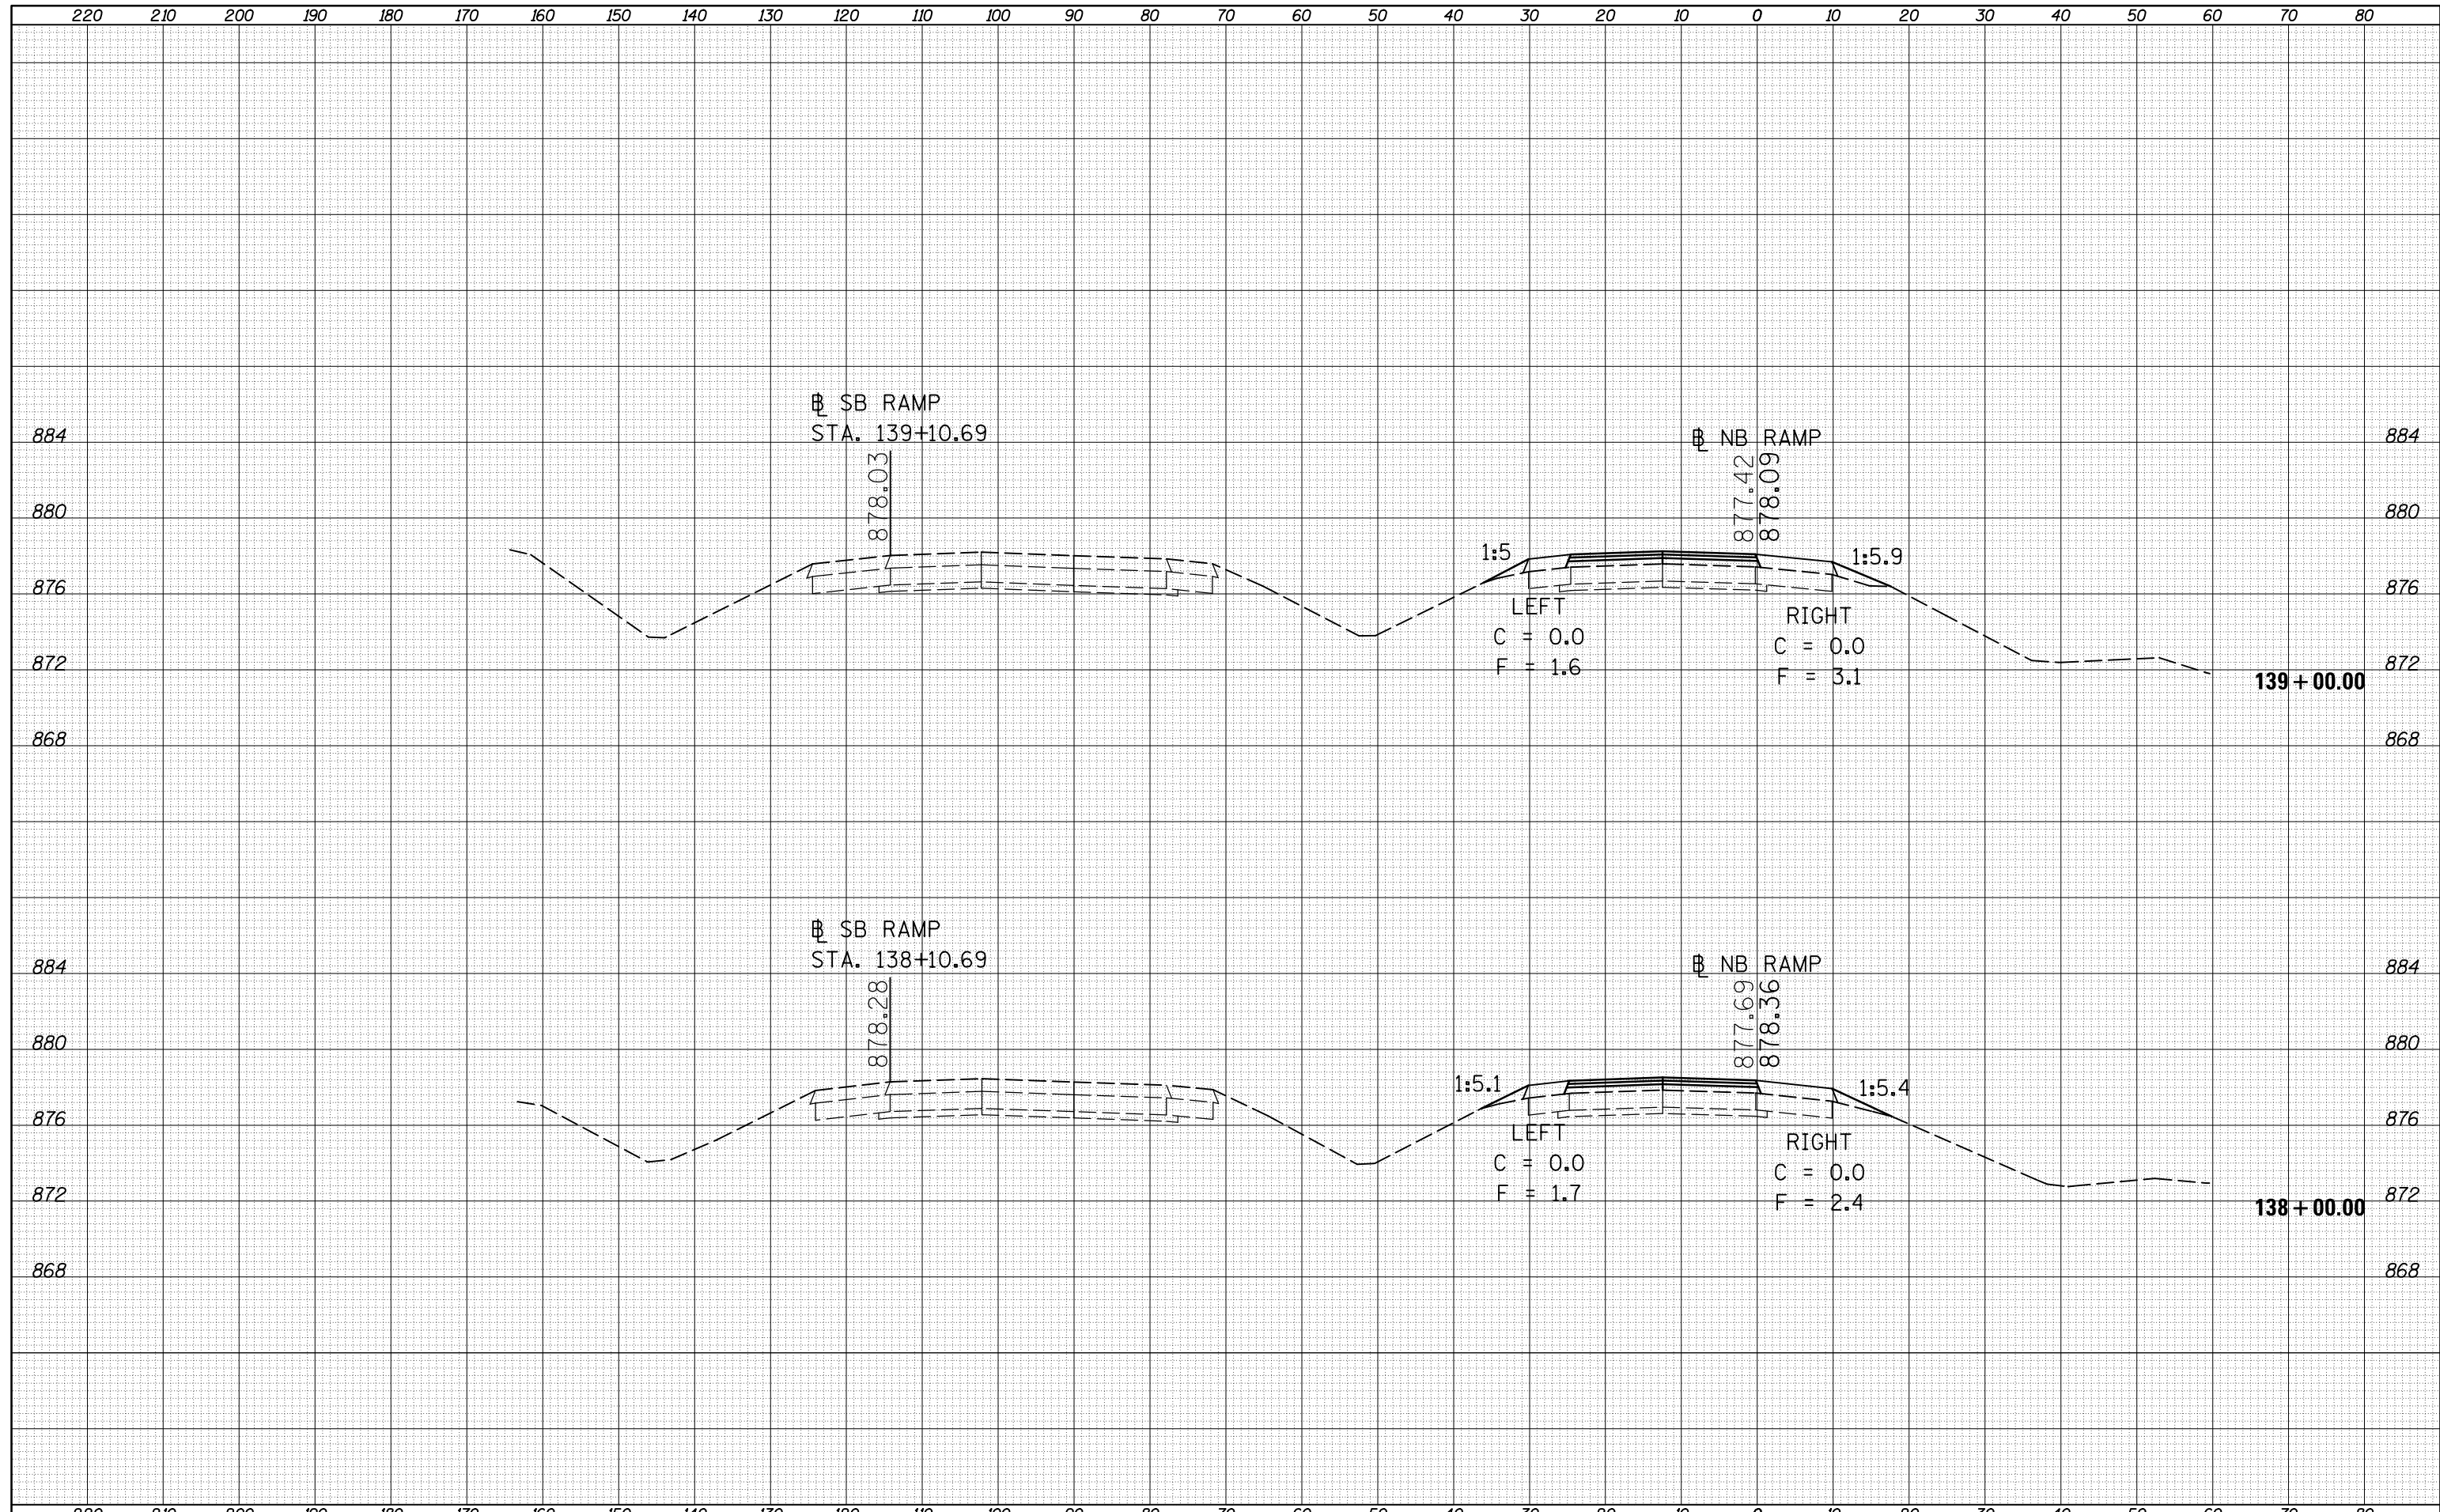 220 210 200 190 180 170 160 150 140 130 120 110 100 90 80 70 60 50 40 30 20 10 0 10 20 30 40 50 60 70 80
℄ SB RAMP
STA. 139+10.69
878.03
℄ NB RAMP
877.42
878.09
884 884
880 880
1:5 1:5.9
876 876
LEFT
C = 0.0
F = 1.6
RIGHT
C = 0.0
F = 3.1
872 872
139+00.00
868 868
℄ SB RAMP
STA. 138+10.69
878.28
℄ NB RAMP
877.69
878.36
884 884
880 880
1:5.1 1:5.4
876 876
LEFT
C = 0.0
F = 1.7
RIGHT
C = 0.0
F = 2.4
872 872
138+00.00
868 868